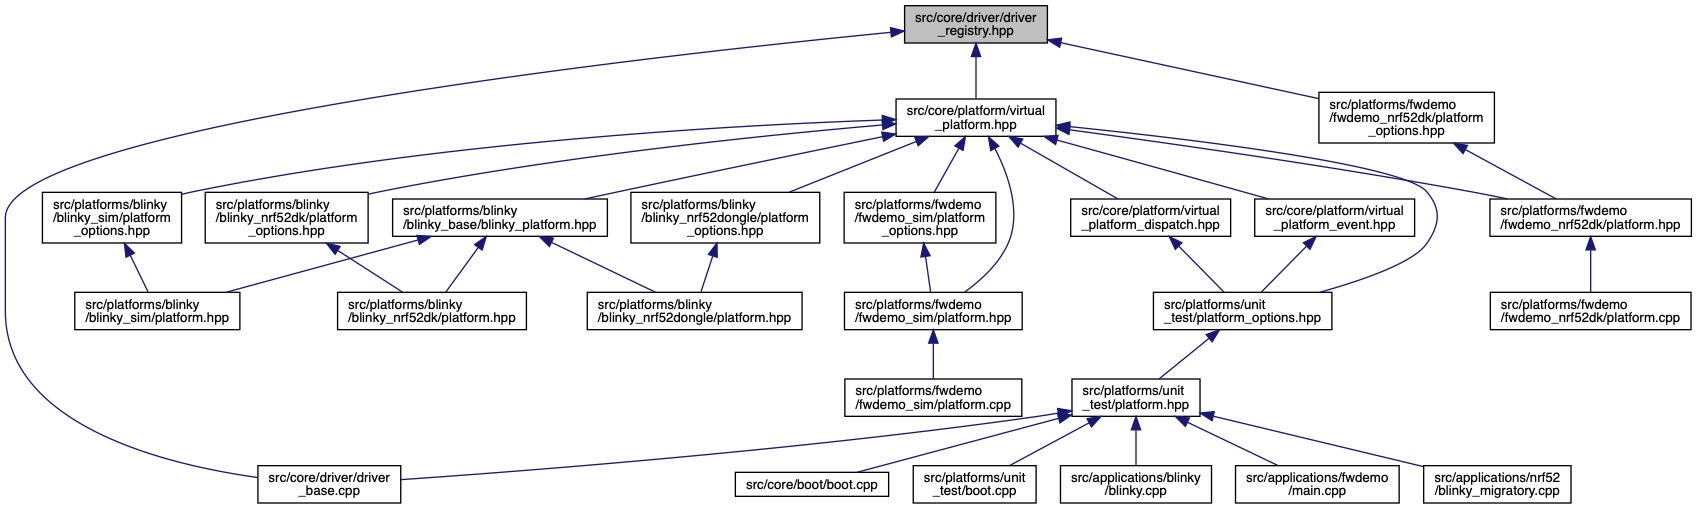 src/core/driver/driver
_registry.hpp
src/core/platform/virtual
_platform.hpp
src/platforms/fwdemo
/fwdemo_nrf52dk/platform
_options.hpp
src/platforms/blinky
/blinky_sim/platform
_options.hpp
src/platforms/blinky
/blinky_nrf52dk/platform
_options.hpp
src/platforms/blinky
/blinky_base/blinky_platform.hpp
src/platforms/blinky
/blinky_nrf52dongle/platform
_options.hpp
src/platforms/fwdemo
/fwdemo_sim/platform
_options.hpp
src/core/platform/virtual
_platform_dispatch.hpp
src/core/platform/virtual
_platform_event.hpp
src/platforms/fwdemo
/fwdemo_nrf52dk/platform.hpp
src/platforms/blinky
/blinky_sim/platform.hpp
src/platforms/blinky
/blinky_nrf52dk/platform.hpp
src/platforms/blinky
/blinky_nrf52dongle/platform.hpp
src/platforms/fwdemo
/fwdemo_sim/platform.hpp
src/platforms/unit
_test/platform_options.hpp
src/platforms/fwdemo
/fwdemo_nrf52dk/platform.cpp
src/platforms/fwdemo
/fwdemo_sim/platform.cpp
src/platforms/unit
_test/platform.hpp
src/core/driver/driver
_base.cpp
src/core/boot/boot.cpp
src/platforms/unit
_test/boot.cpp
src/applications/blinky
/blinky.cpp
src/applications/fwdemo
/main.cpp
src/applications/nrf52
/blinky_migratory.cpp